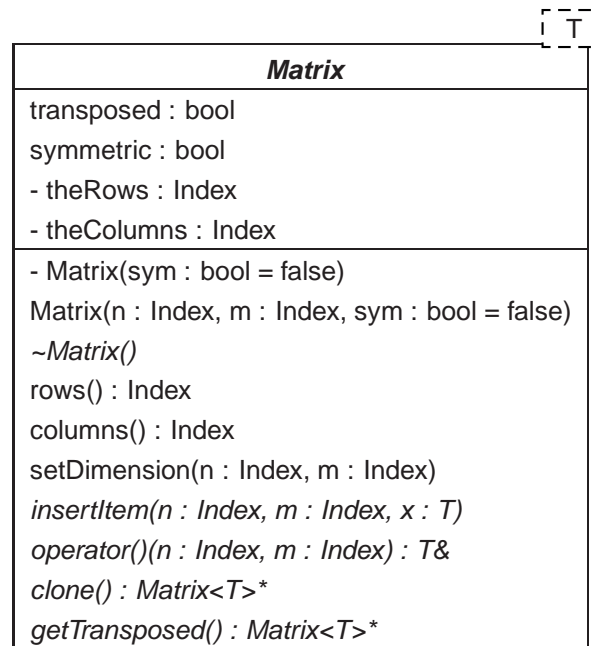 T
Matrix
transposed : bool
symmetric : bool
- theRows : Index
- theColumns : Index
- Matrix(sym : bool = false)
Matrix(n : Index, m : Index, sym : bool = false)
~Matrix()
rows() : Index
columns() : Index
setDimension(n : Index, m : Index)
insertItem(n : Index, m : Index, x : T)
operator()(n : Index, m : Index) : T&
clone() : Matrix<T>*
getTransposed() : Matrix<T>*